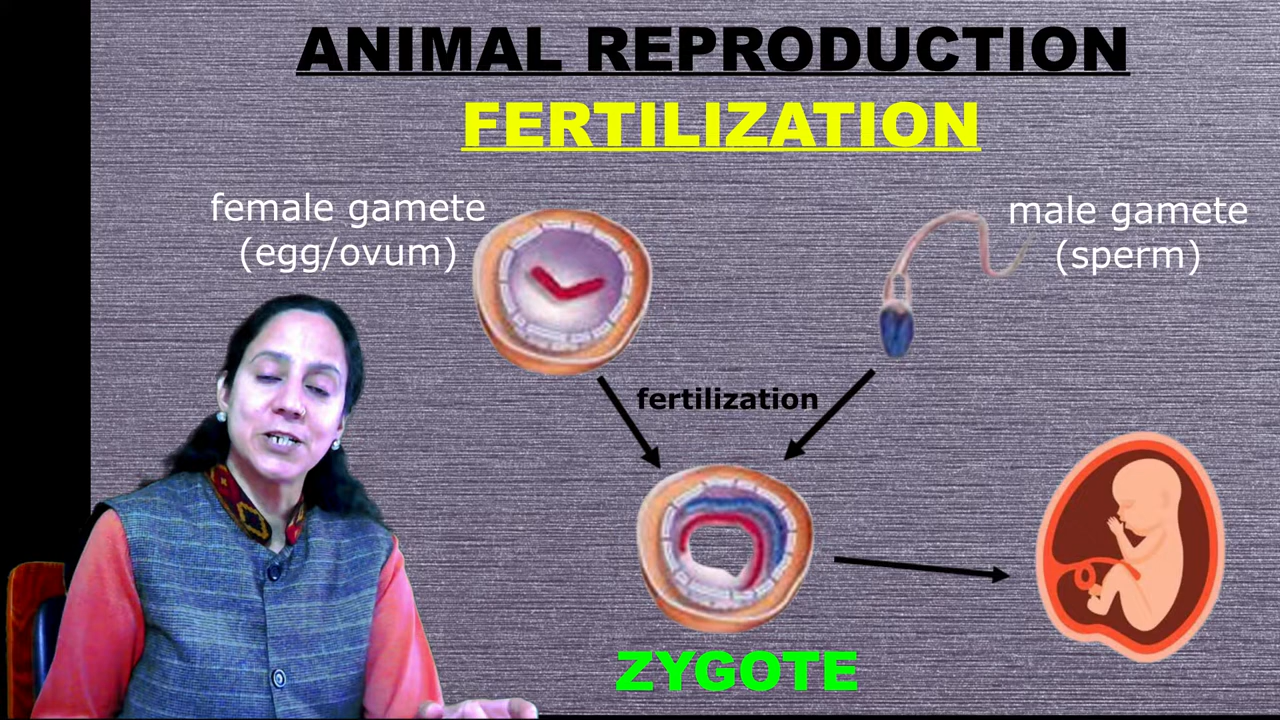 ANIMAL REPRODUCTION
FERTILIZATION
female gamete
(egg/ovum)
male gamete
(sperm)
fertilization
ZYGOTE